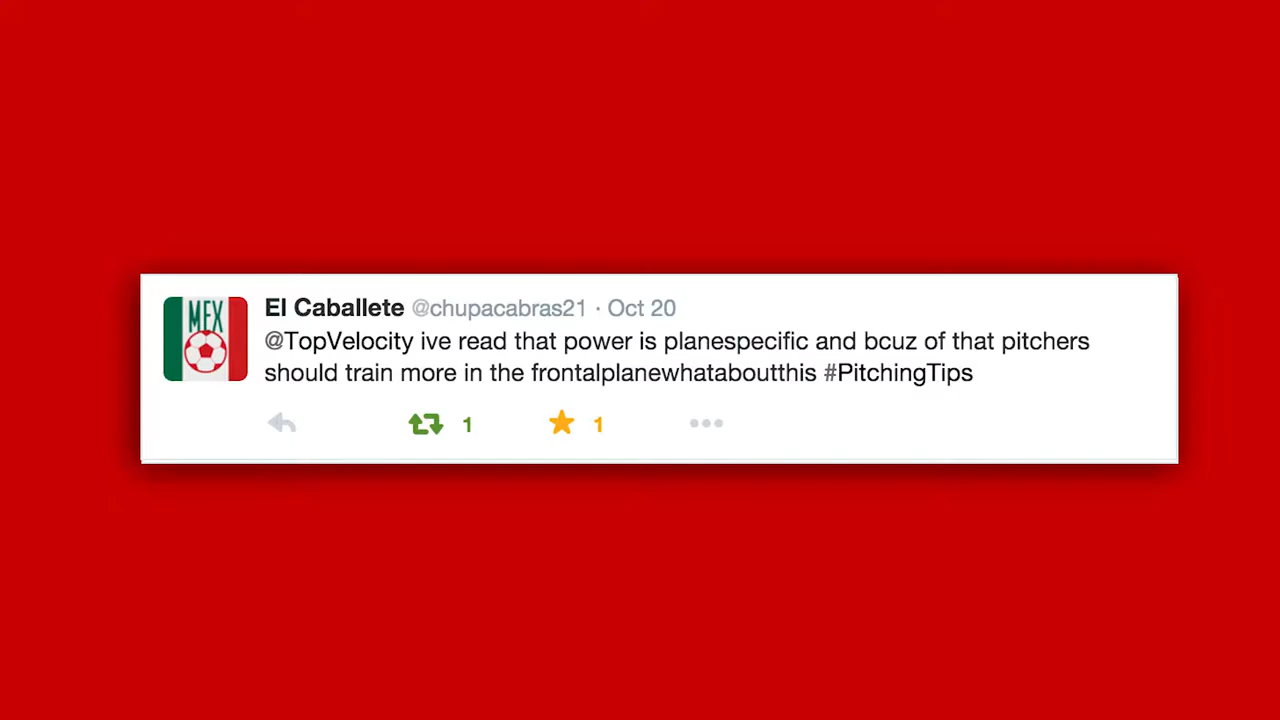 MEX
El Caballete @chupacabras21 · Oct 20
@TopVelocity ive read that power is planespecific and bcuz of that pitchers
should train more in the frontalplanewhataboutthis #PitchingTips
1 1